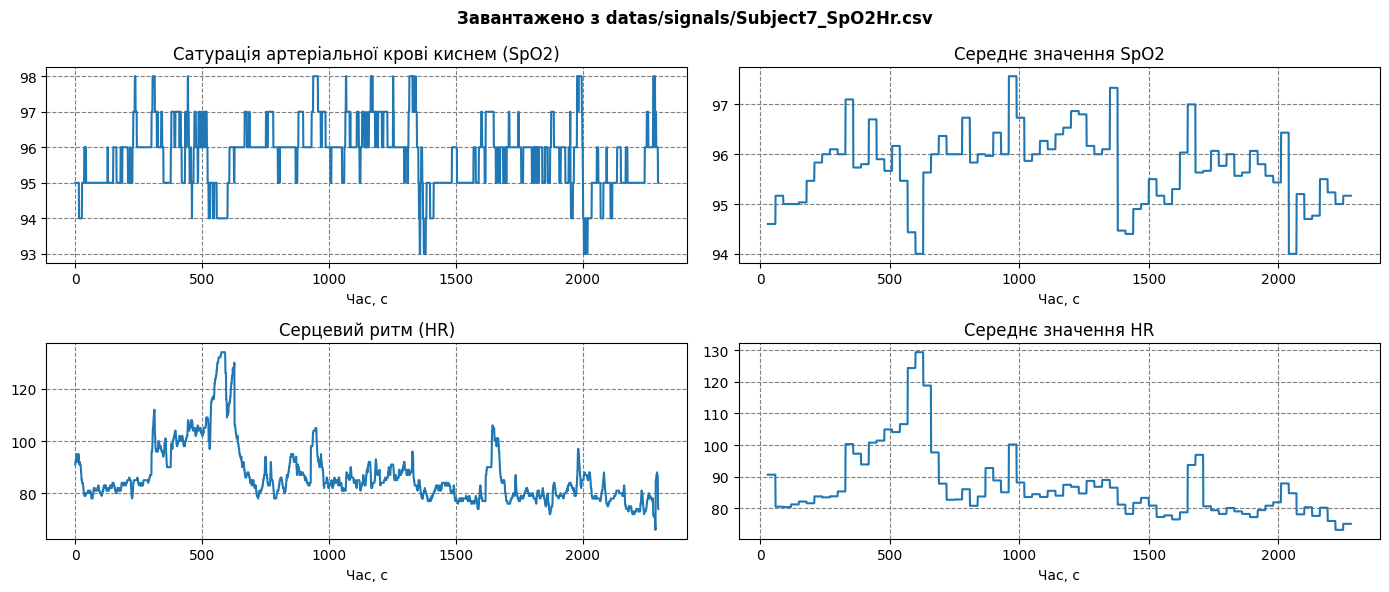 Завантажено з datas/signals/Subject7_SpO2Hr.csv
Сатурація артеріальної крові киснем (SpO2)
98
97
96
95
94
93
0 500 1000 1500 2000
Час, с
Середнє значення SpO2
97
96
95
94
0 500 1000 1500 2000
Час, с
Серцевий ритм (HR)
120
100
80
0 500 1000 1500 2000
Час, с
Середнє значення HR
130
120
110
100
90
80
0 500 1000 1500 2000
Час, с